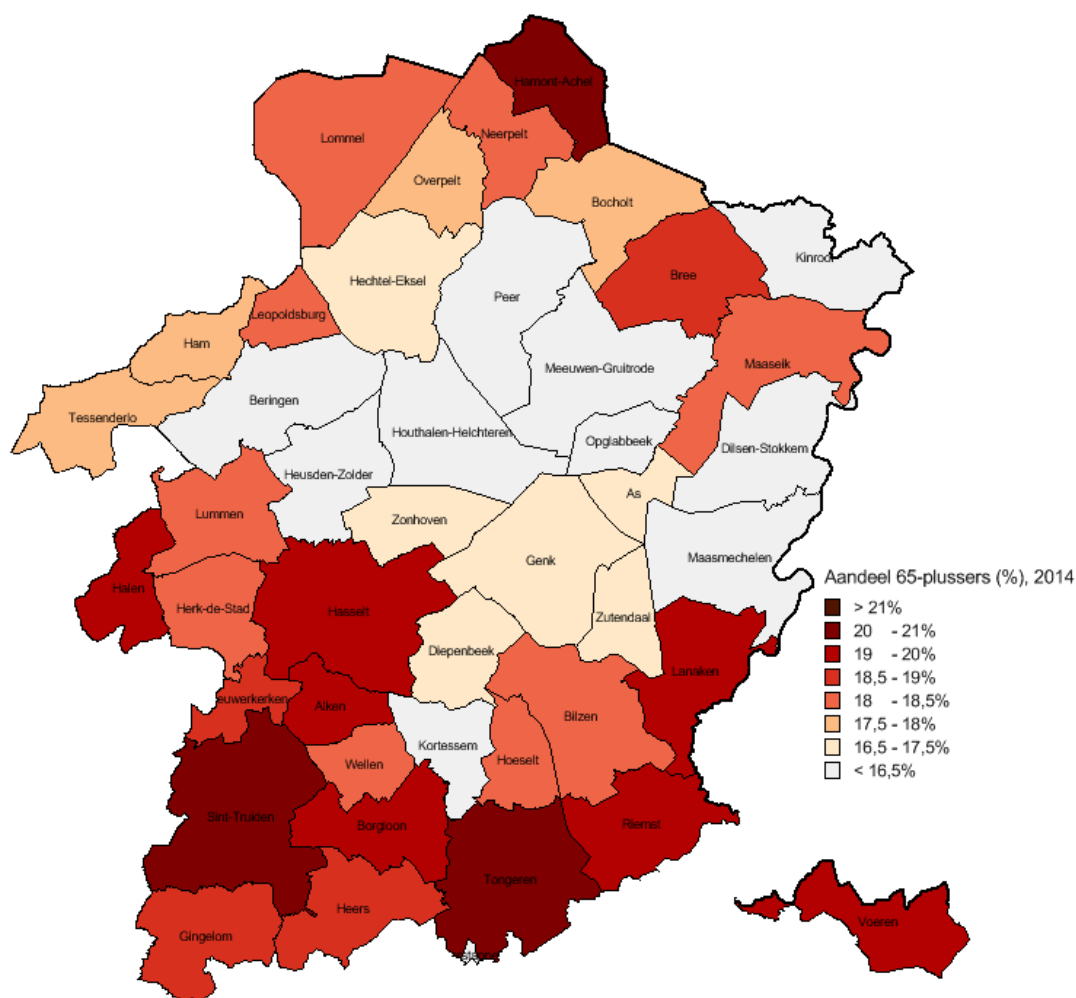 Hamont-Achel
Lommel
Neerpelt
Overpelt
Bocholt
Kinrooi
Hechtel-Eksel
Bree
Peer
Leopoldsburg
Ham
Meeuwen-Gruitrode
Maaseik
Beringen
Tessenderlo
Houthalen-Helchteren
Opglabbeek
Dilsen-Stokkem
Heusden-Zolder
As
Lummen
Zonhoven
Maasmechelen
Genk
Halen
Herk-de-Stad
Hasselt
Zutendaal
Diepenbeek
Lanaken
euwerkerken
Alken
Bilzen
Kortessem
Hoeselt
Wellen
Sint-Truiden
Borgloon
Riemst
Tongeren
Heers
Voeren
Gingelom
Aandeel 65-plussers (%), 2014
> 21%
20 - 21%
19 - 20%
18,5 - 19%
18 - 18,5%
17,5 - 18%
16,5 - 17,5%
< 16,5%